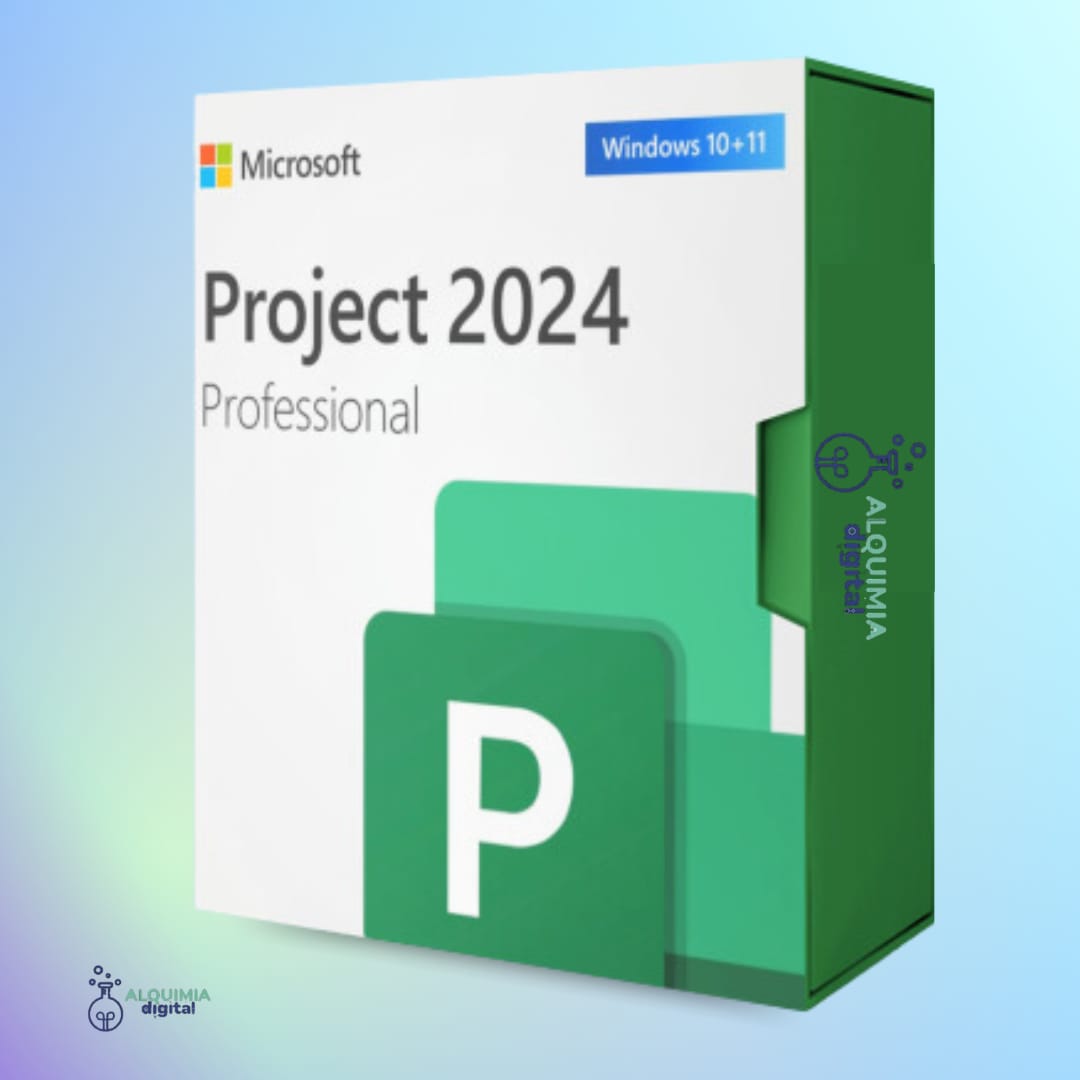 Microsoft
Windows 10+11
Project 2024
Professional
P
ALQUIMIA
digital
ALQUIMIA
digital